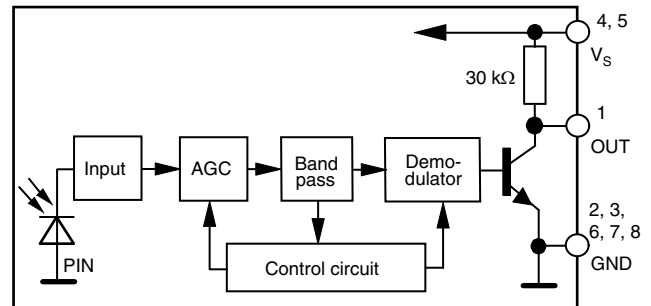 4, 5
V_S
30 kΩ
1
OUT
Input
AGC
Band
pass
Demo-
dulator
2, 3,
6, 7, 8
GND
PIN
Control circuit